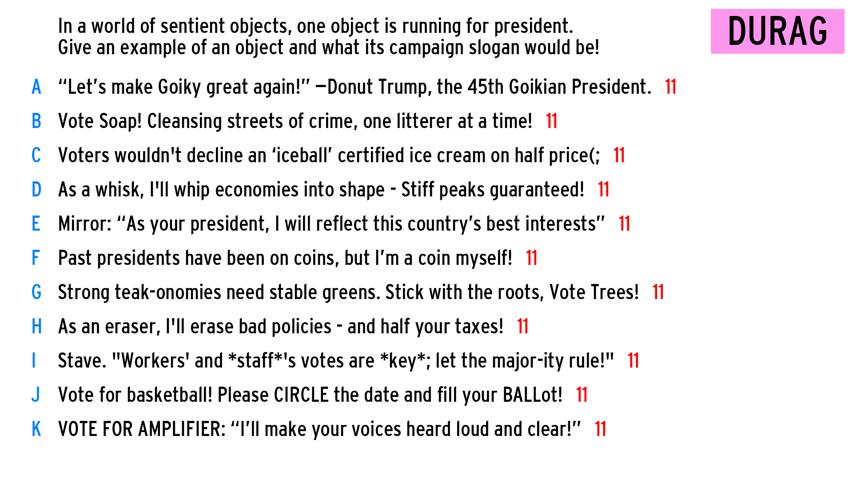 In a world of sentient objects, one object is running for president.
Give an example of an object and what its campaign slogan would be!
DURAG
A “Let’s make Goiky great again!” —Donut Trump, the 45th Goikian President. 11
B Vote Soap! Cleansing streets of crime, one litterer at a time! 11
C Voters wouldn't decline an ‘iceball’ certified ice cream on half price(; 11
D As a whisk, I'll whip economies into shape - Stiff peaks guaranteed! 11
E Mirror: “As your president, I will reflect this country’s best interests” 11
F Past presidents have been on coins, but I’m a coin myself! 11
G Strong teak-onomies need stable greens. Stick with the roots, Vote Trees! 11
H As an eraser, I'll erase bad policies - and half your taxes! 11
I Stave. "Workers' and *staff*'s votes are *key*; let the major-ity rule!" 11
J Vote for basketball! Please CIRCLE the date and fill your BALLot! 11
K VOTE FOR AMPLIFIER: “I’ll make your voices heard loud and clear!” 11